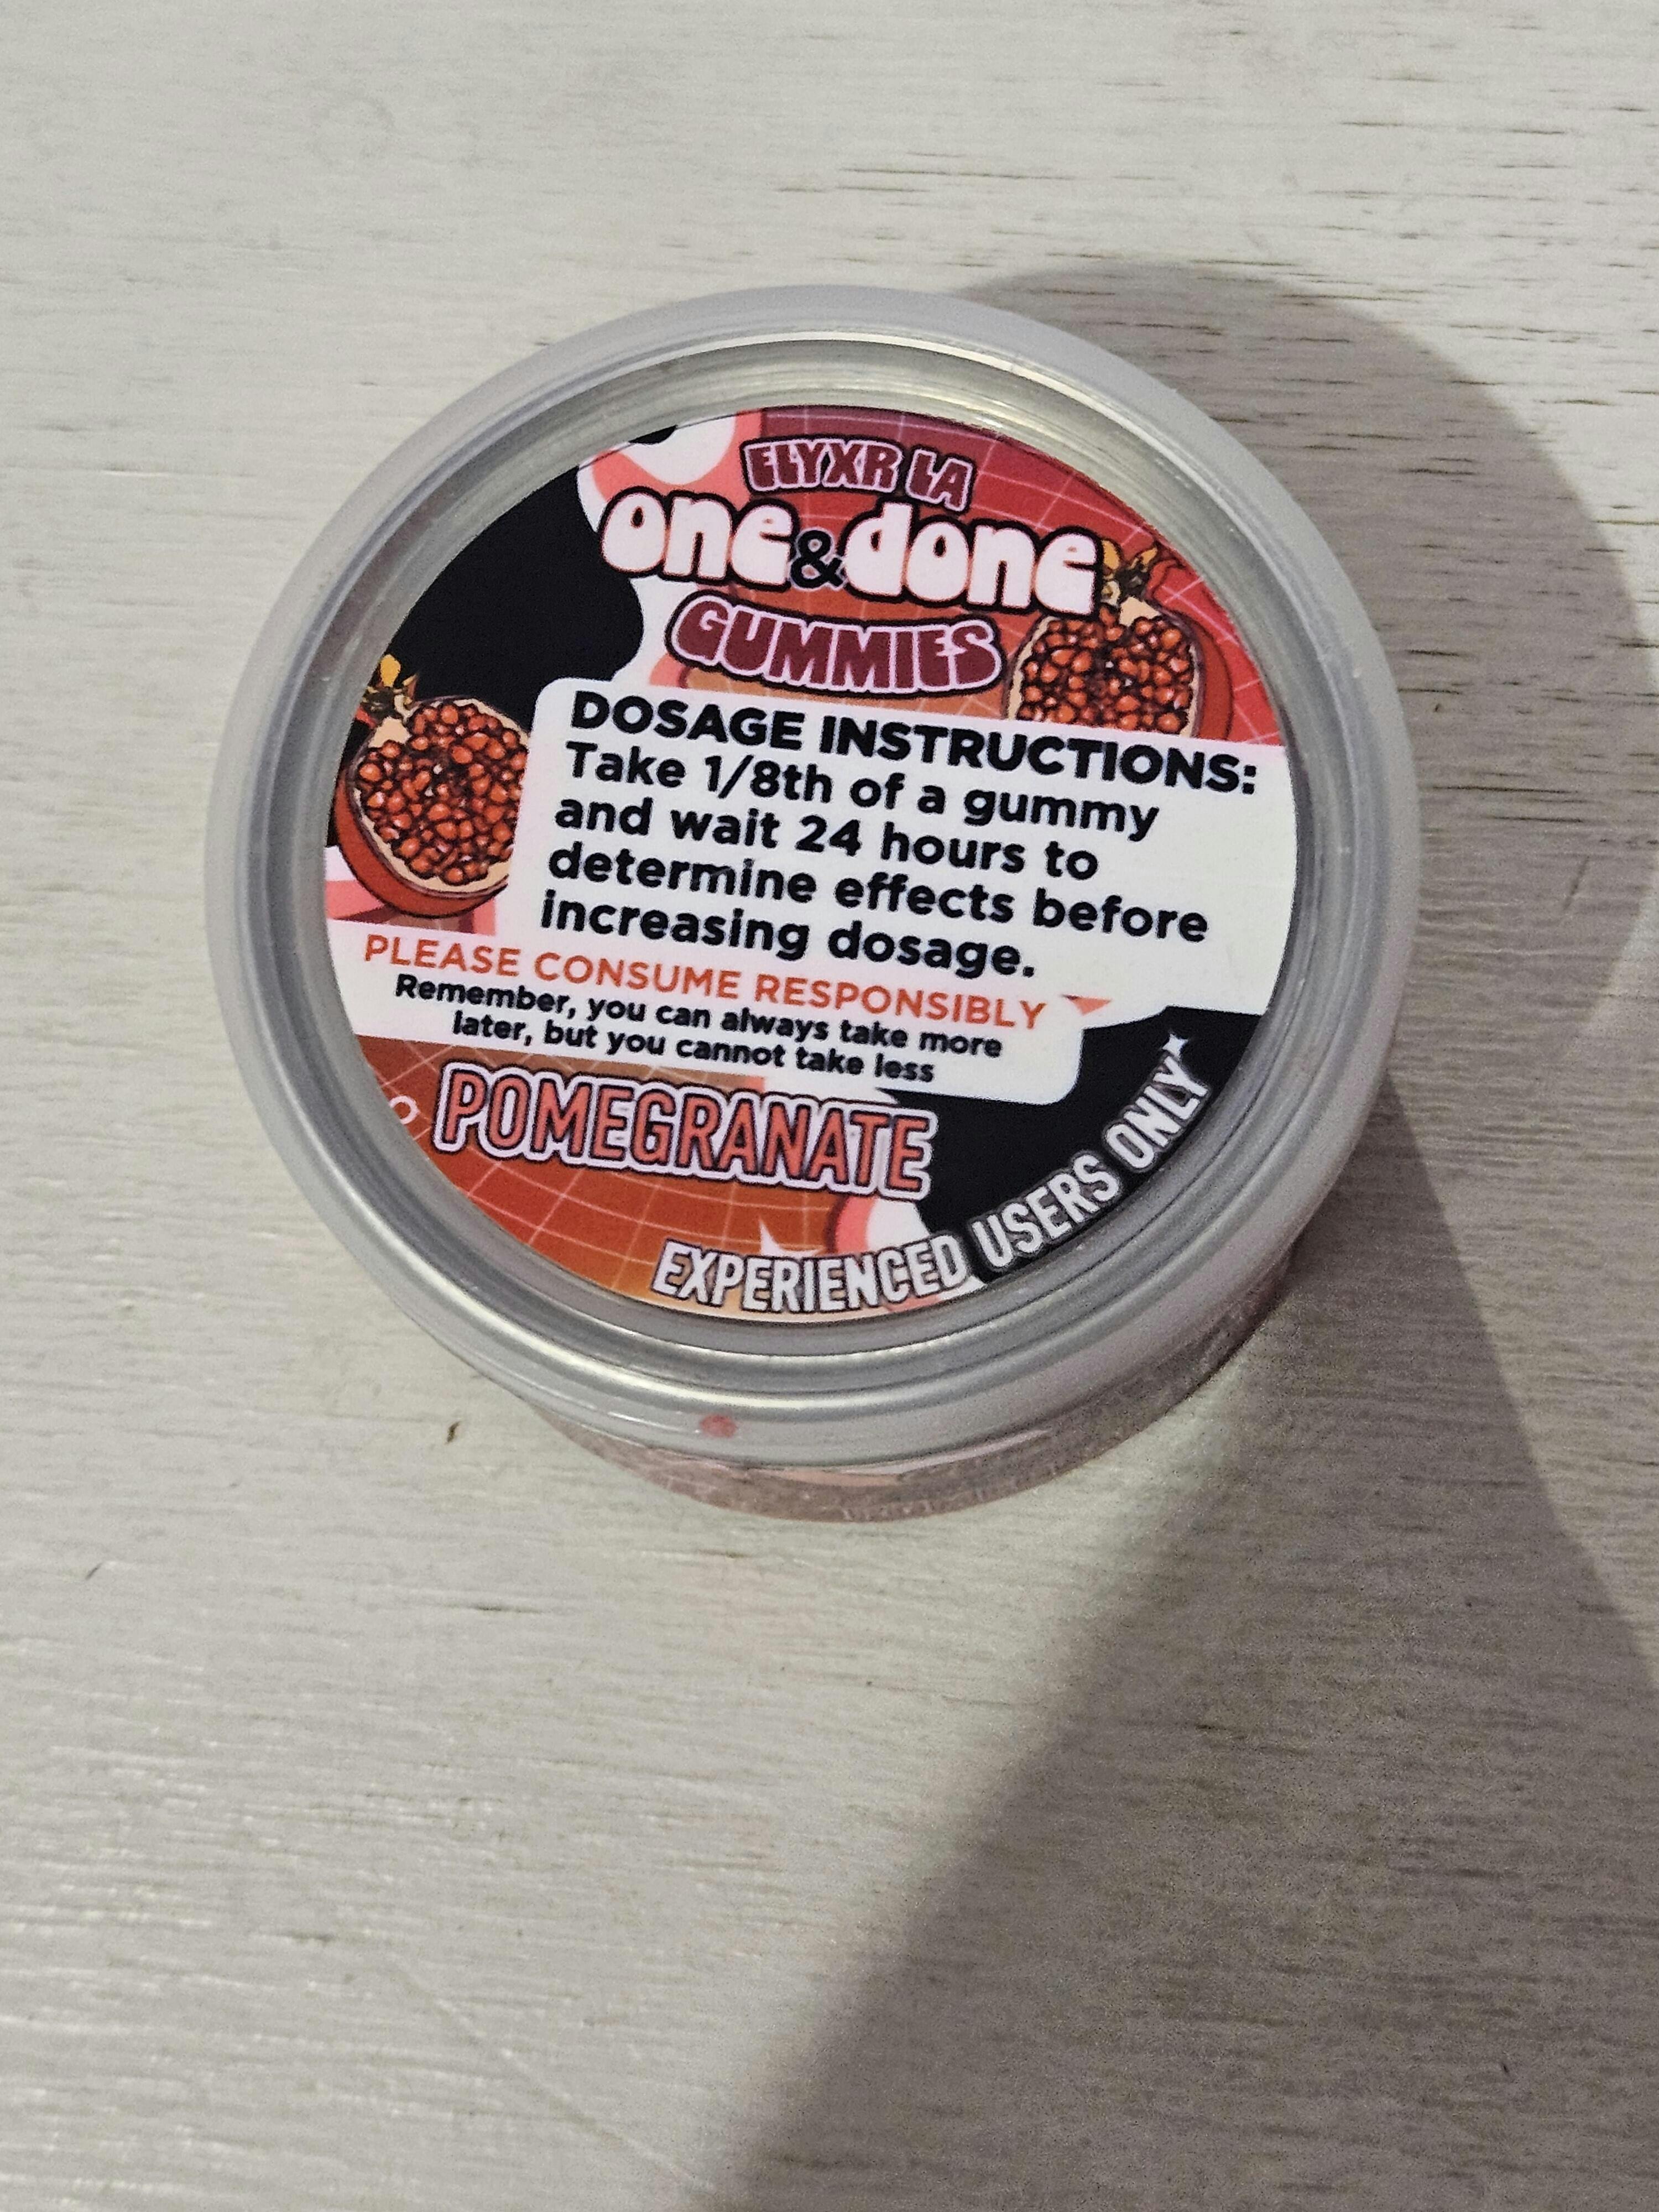 ELYXR LA
one & done
GUMMIES
DOSAGE INSTRUCTIONS:
Take 1/8th of a gummy
and wait 24 hours to
determine effects before
increasing dosage.
PLEASE CONSUME RESPONSIBLY
Remember, you can always take more
later, but you cannot take less
POMEGRANATE
EXPERIENCED USERS ONLY